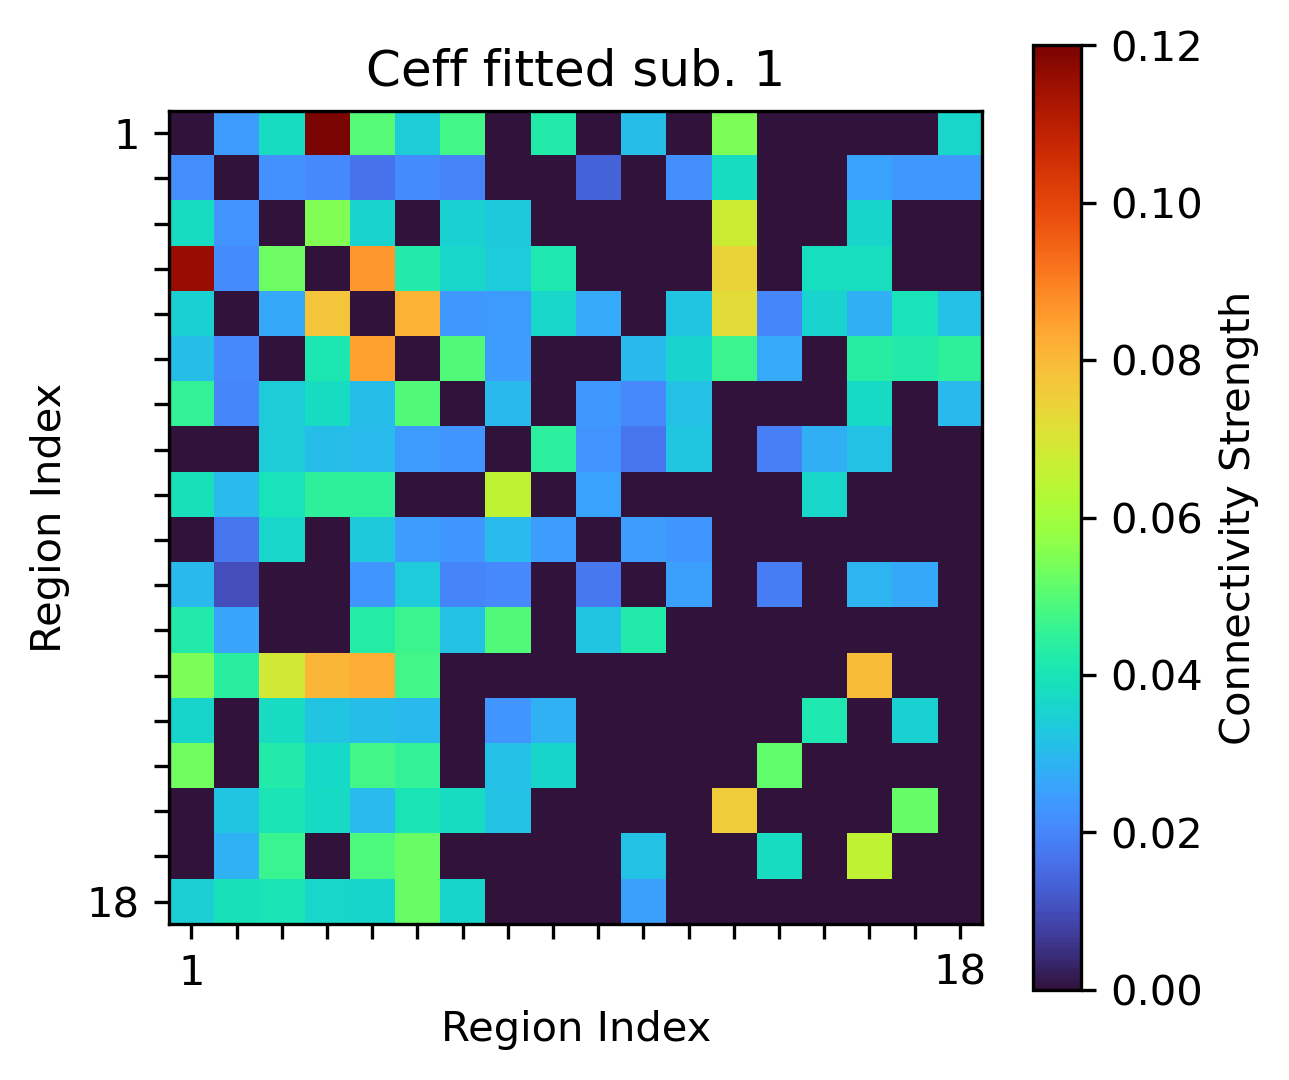 Ceff fitted sub. 1
1
18
1
18
Region Index
Region Index
0.12
0.10
0.08
0.06
0.04
0.02
0.00
Connectivity Strength